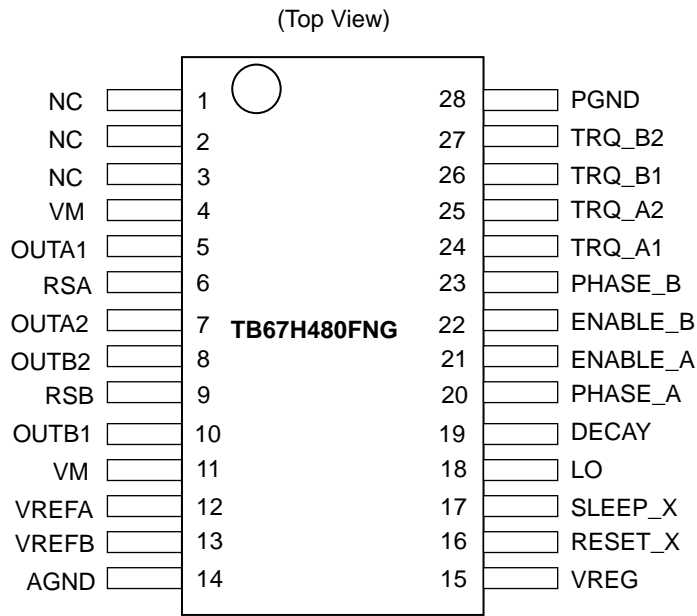 (Top View)
NC 1 28 PGND
NC 2 27 TRQ_B2
NC 3 26 TRQ_B1
VM 4 25 TRQ_A2
OUTA1 5 24 TRQ_A1
RSA 6 23 PHASE_B
OUTA2 7 TB67H480FNG 22 ENABLE_B
OUTB2 8 21 ENABLE_A
RSB 9 20 PHASE_A
OUTB1 10 19 DECAY
VM 11 18 LO
VREFA 12 17 SLEEP_X
VREFB 13 16 RESET_X
AGND 14 15 VREG